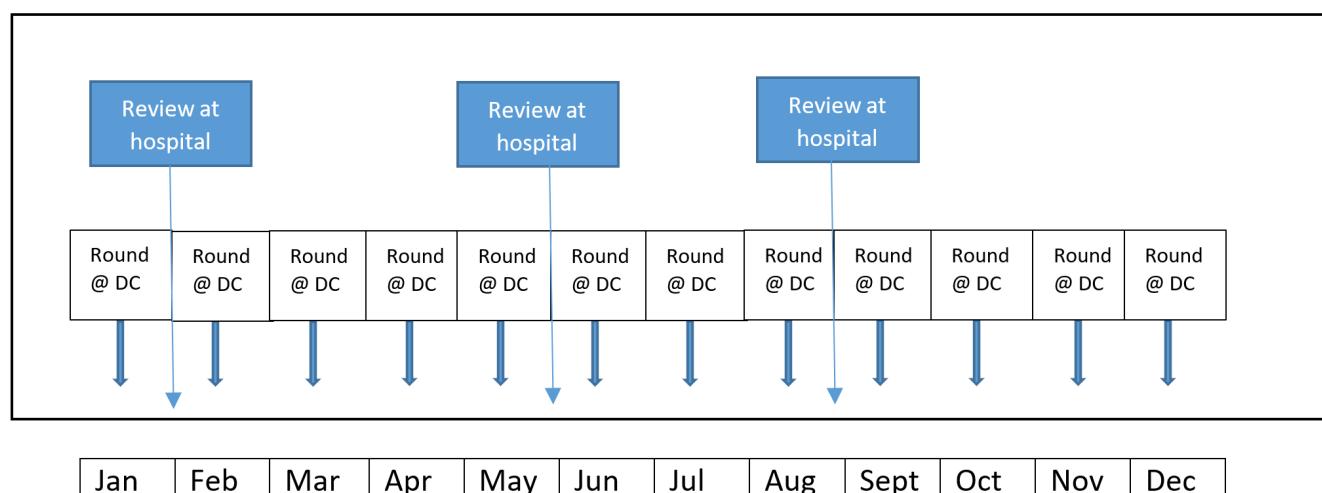 Review at
hospital
Review at
hospital
Review at
hospital
Round
@ DC
Round
@ DC
Round
@ DC
Round
@ DC
Round
@ DC
Round
@ DC
Round
@ DC
Round
@ DC
Round
@ DC
Round
@ DC
Round
@ DC
Round
@ DC
Jan Feb Mar Apr May Jun Jul Aug Sept Oct Nov Dec